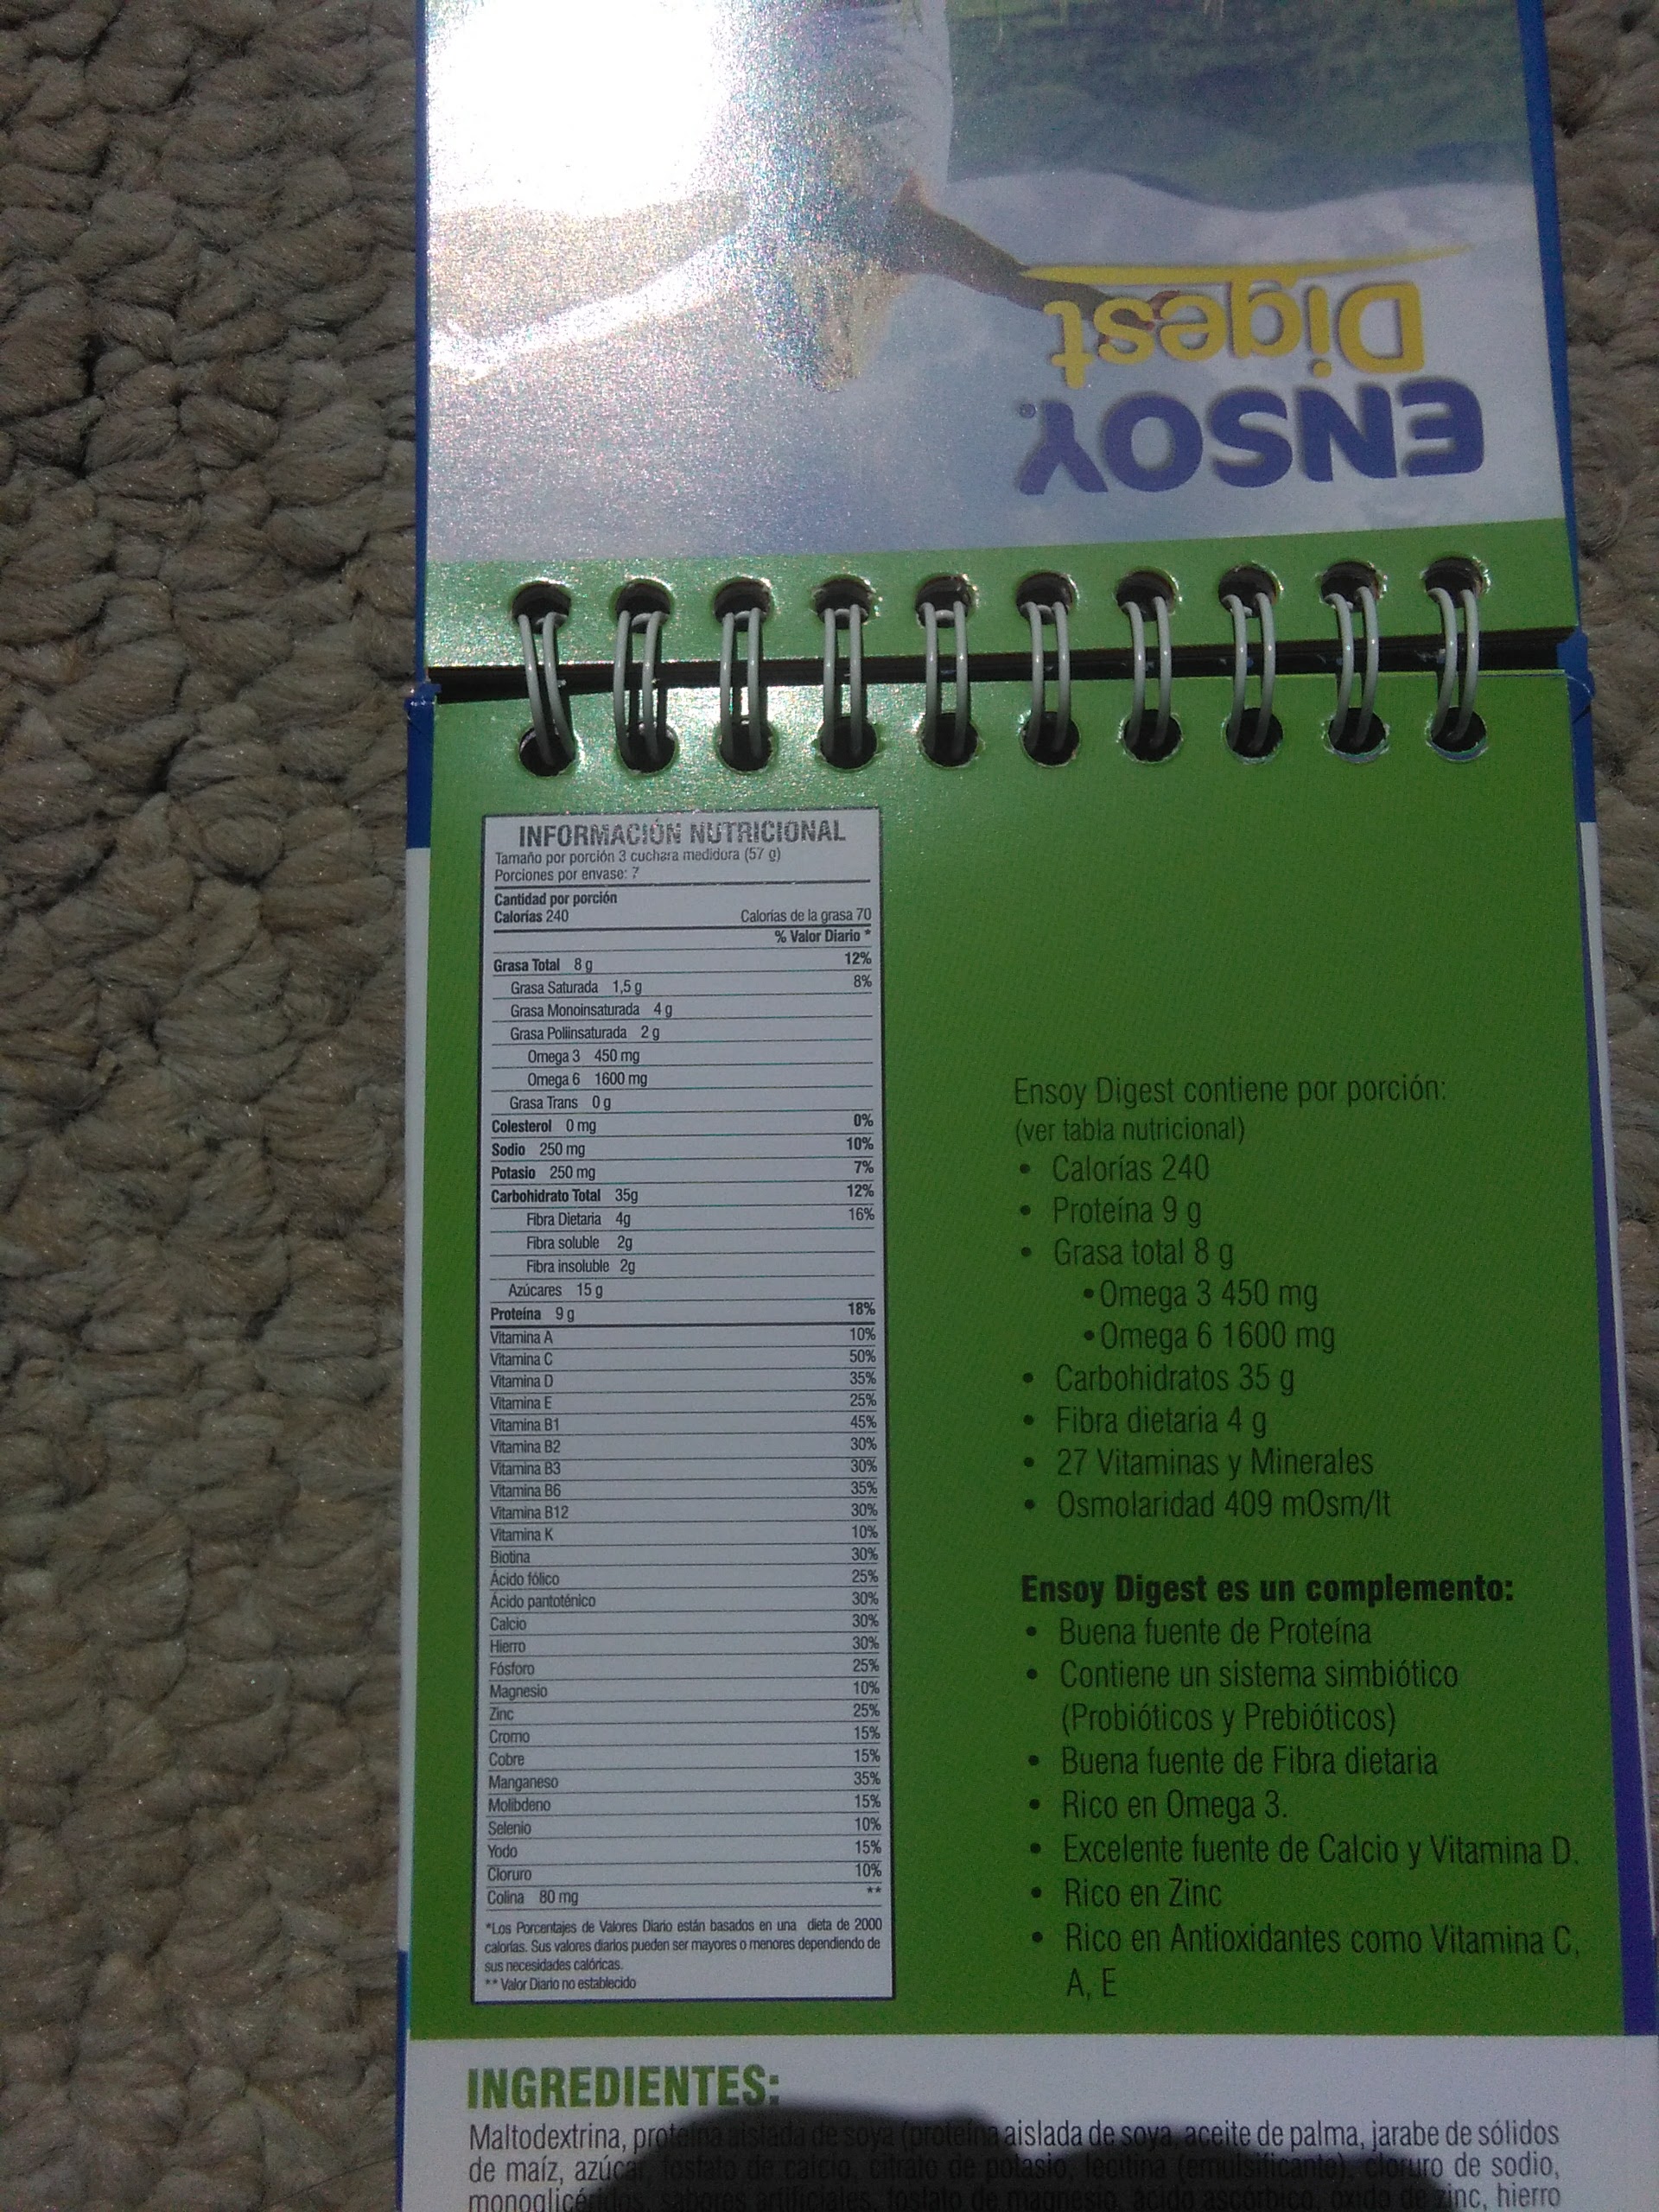 ENSOY®
Digest
INFORMACIÓN NUTRICIONAL
Tamaño por porción 3 cuchara medidora (57 g)
Porciones por envase: 7
Cantidad por porción
Calorías 240 Calorías de la grasa 70
% Valor Diario *
Grasa Total 8 g 12%
Grasa Saturada 1,5 g 8%
Grasa Monoinsaturada 4 g
Grasa Poliinsaturada 2 g
Omega 3 450 mg
Omega 6 1600 mg
Grasa Trans 0 g
Colesterol 0 mg 0%
Sodio 250 mg 10%
Potasio 250 mg 7%
Carbohidrato Total 35g 12%
Fibra Dietaria 4g 16%
Fibra soluble 2g
Fibra insoluble 2g
Azúcares 15 g
Proteína 9 g 18%
Vitamina A 10%
Vitamina C 50%
Vitamina D 35%
Vitamina E 25%
Vitamina B1 45%
Vitamina B2 30%
Vitamina B3 30%
Vitamina B6 35%
Vitamina B12 30%
Vitamina K 10%
Biotina 30%
Ácido fólico 25%
Ácido pantoténico 30%
Calcio 30%
Hierro 30%
Fósforo 25%
Magnesio 10%
Zinc 25%
Cromo 15%
Cobre 15%
Manganeso 35%
Molibdeno 15%
Selenio 10%
Yodo 15%
Cloruro 10%
Colina 80 mg **
*Los Porcentajes de Valores Diario están basados en una dieta de 2000
calorías. Sus valores diarios pueden ser mayores o menores dependiendo de
sus necesidades calóricas.
** Valor Diario no establecido
Ensoy Digest contiene por porción:
(ver tabla nutricional)
• Calorías 240
• Proteína 9 g
• Grasa total 8 g
•Omega 3 450 mg
•Omega 6 1600 mg
• Carbohidratos 35 g
• Fibra dietaria 4 g
• 27 Vitaminas y Minerales
• Osmolaridad 409 mOsm/lt
Ensoy Digest es un complemento:
• Buena fuente de Proteína
• Contiene un sistema simbiótico
(Probióticos y Prebióticos)
• Buena fuente de Fibra dietaria
• Rico en Omega 3.
• Excelente fuente de Calcio y Vitamina D.
• Rico en Zinc
• Rico en Antioxidantes como Vitamina C,
A, E
INGREDIENTES:
Maltodextrina, proteína aislada de soya (proteína aislada de soya, aceite de palma, jarabe de sólidos
de maíz, azúcar, fosfato de calcio, citrato de potasio, lecitina (emulsificante), cloruro de sodio,
monoglicéridos, sabores artificiales, fosfato de magnesio, ácido ascórbico, óxido de zinc, hierro